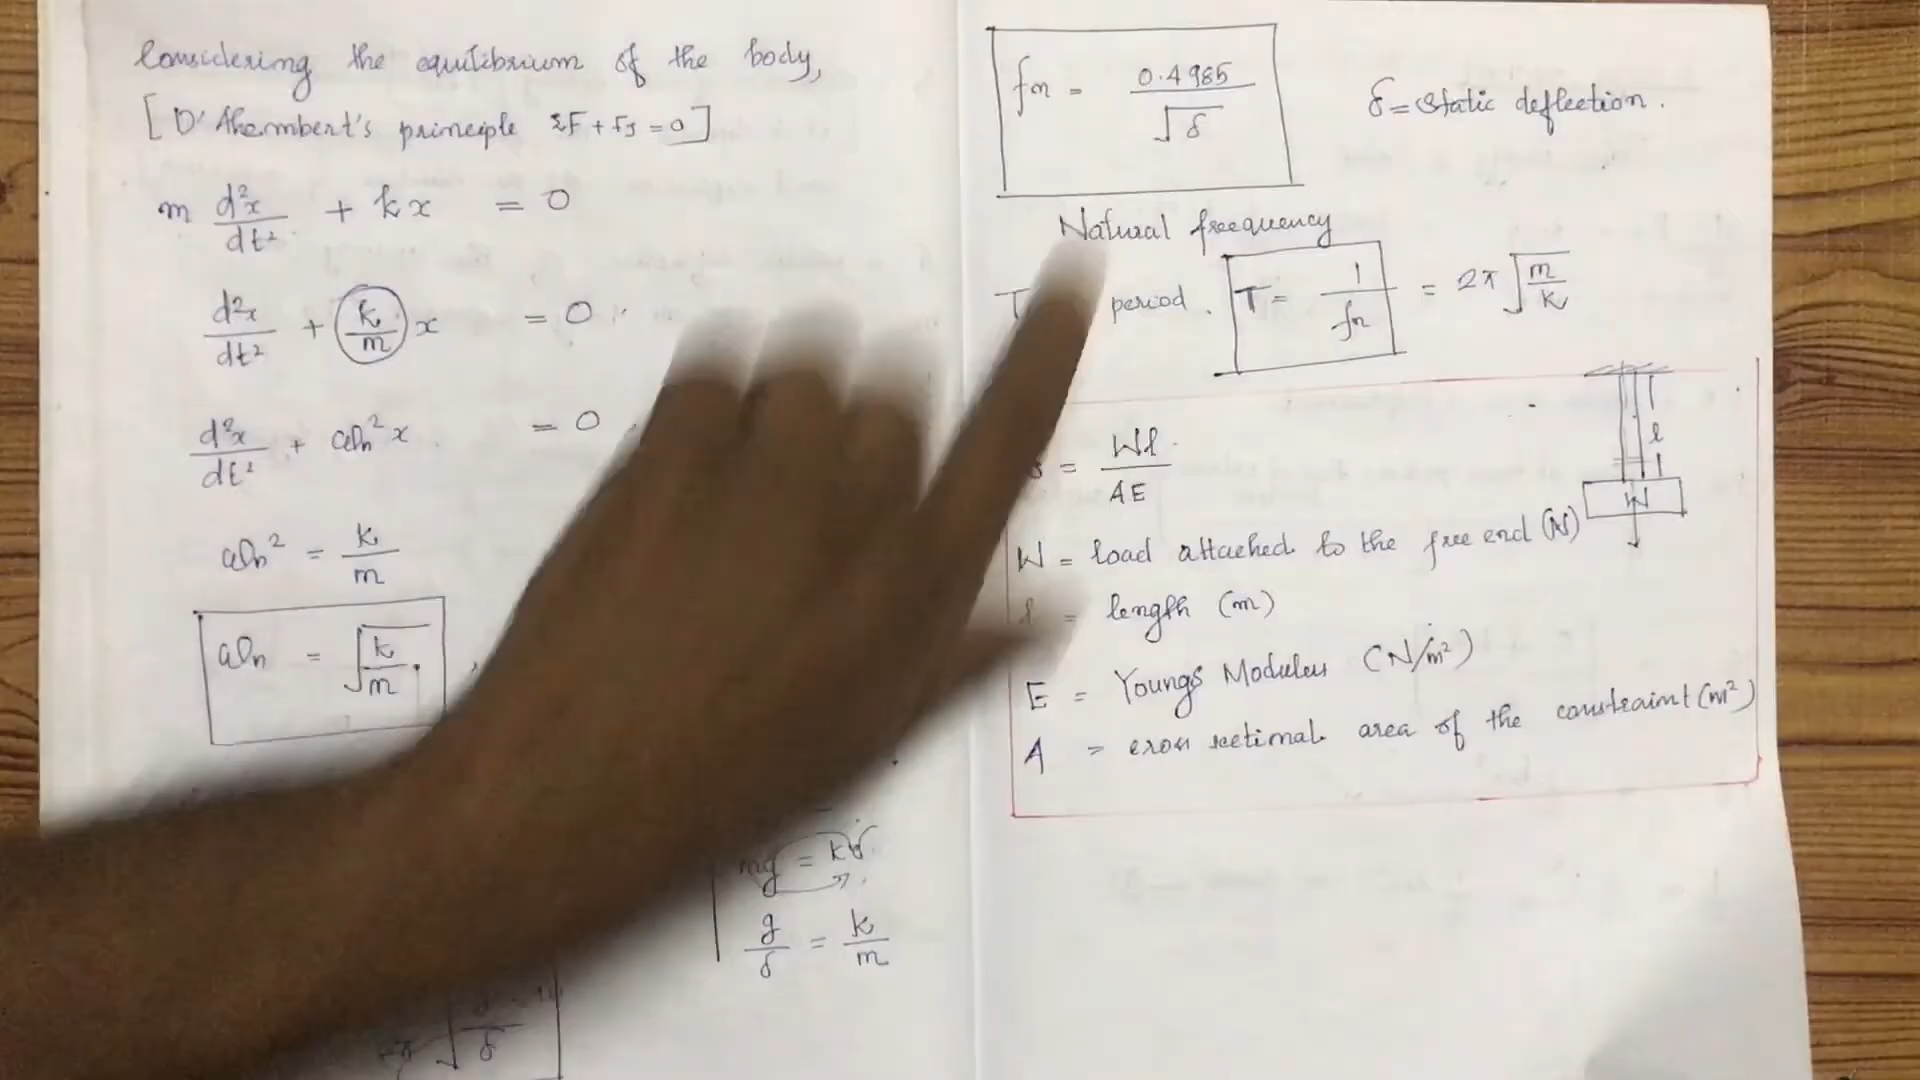 Considering the equilibrium of the body,
[D'Ahembert's principle ΣF + FJ = 0]
m d²x/dt² + kx = 0
d²x/dt² + (k/m) x = 0
d²x/dt² + ωn² x = 0
ωn² = k/m
ωn = √(k/m)
mg = kδ
g/δ = k/m
fn = 0.4985/√δ
δ = static deflection.
Natural frequency
period. T = 1/fn = 2π √(m/k)
l
W
= Wl/AE
W = load attached to the free end (N)
l = length (m)
E = Youngs Modulus (N/m²)
A = cross sectional area of the constraint (m²)